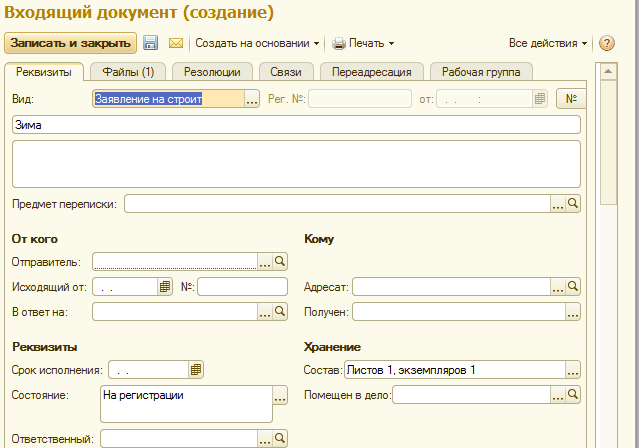 Входящий документ (создание)
Записать и закрыть Создать на основании Печать Все действия ?
Реквизиты Файлы (1) Резолюции Связи Переадресация Рабочая группа
Вид: Заявление на строит ... Рег. №: от: . . : №
Зима
Предмет переписки: ...
От кого Кому
Отправитель: ...
Исходящий от: . . №: Адресат: ...
В ответ на: ... Получен: ...
Реквизиты Хранение
Срок исполнения: . . Состав: Листов 1, экземпляров 1 ...
Состояние: На регистрации ... Помещен в дело: ...
Ответственный: ...